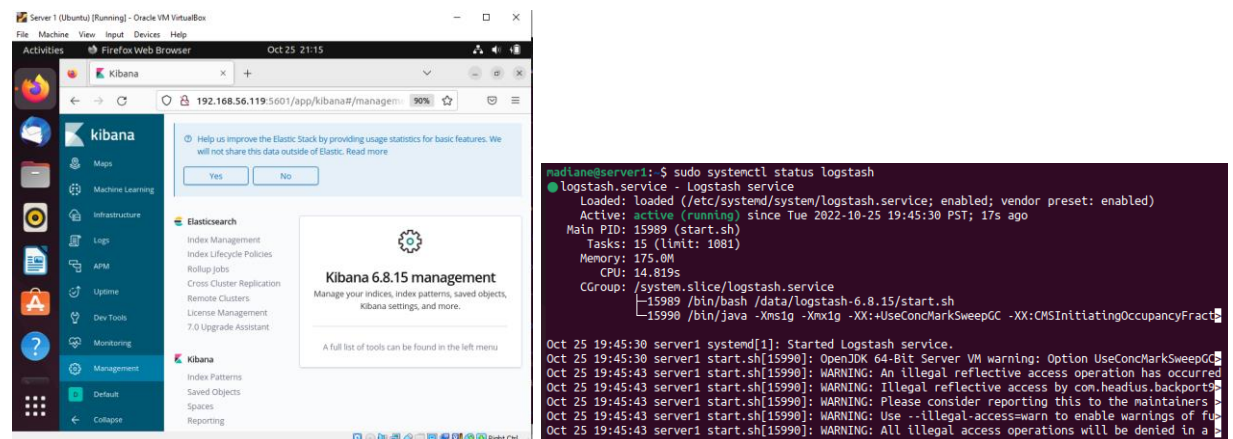 Server 1 (Ubuntu) [Running] - Oracle VM VirtualBox
File Machine View Input Devices Help
Activities Firefox Web Browser Oct 25 21:15
Kibana
192.168.56.119:5601/app/kibana#/managem 90%
kibana
Maps
Machine Learning
Infrastructure
Logs
APM
Uptime
Dev Tools
Monitoring
Management
D Default
Collapse
Help us improve the Elastic Stack by providing usage statistics for basic features. We
will not share this data outside of Elastic. Read more
Yes No
Elasticsearch
Index Management
Index Lifecycle Policies
Rollup Jobs
Cross Cluster Replication
Remote Clusters
License Management
7.0 Upgrade Assistant
Kibana
Index Patterns
Saved Objects
Spaces
Reporting
Kibana 6.8.15 management
Manage your indices, index patterns, saved objects,
Kibana settings, and more.
A full list of tools can be found in the left menu
Right Ctrl
madiane@server1:~$ sudo systemctl status logstash
logstash.service - Logstash service
Loaded: loaded (/etc/systemd/system/logstash.service; enabled; vendor preset: enabled)
Active: active (running) since Tue 2022-10-25 19:45:30 PST; 17s ago
Main PID: 15989 (start.sh)
Tasks: 15 (limit: 1081)
Memory: 175.0M
CPU: 14.819s
CGroup: /system.slice/logstash.service
├─15989 /bin/bash /data/logstash-6.8.15/start.sh
└─15990 /bin/java -Xms1g -Xmx1g -XX:+UseConcMarkSweepGC -XX:CMSInitiatingOccupancyFract>
Oct 25 19:45:30 server1 systemd[1]: Started Logstash service.
Oct 25 19:45:30 server1 start.sh[15990]: OpenJDK 64-Bit Server VM warning: Option UseConcMarkSweepGC>
Oct 25 19:45:43 server1 start.sh[15990]: WARNING: An illegal reflective access operation has occurred
Oct 25 19:45:43 server1 start.sh[15990]: WARNING: Illegal reflective access by com.headius.backport9>
Oct 25 19:45:43 server1 start.sh[15990]: WARNING: Please consider reporting this to the maintainers >
Oct 25 19:45:43 server1 start.sh[15990]: WARNING: Use --illegal-access=warn to enable warnings of fu>
Oct 25 19:45:43 server1 start.sh[15990]: WARNING: All illegal access operations will be denied in a >